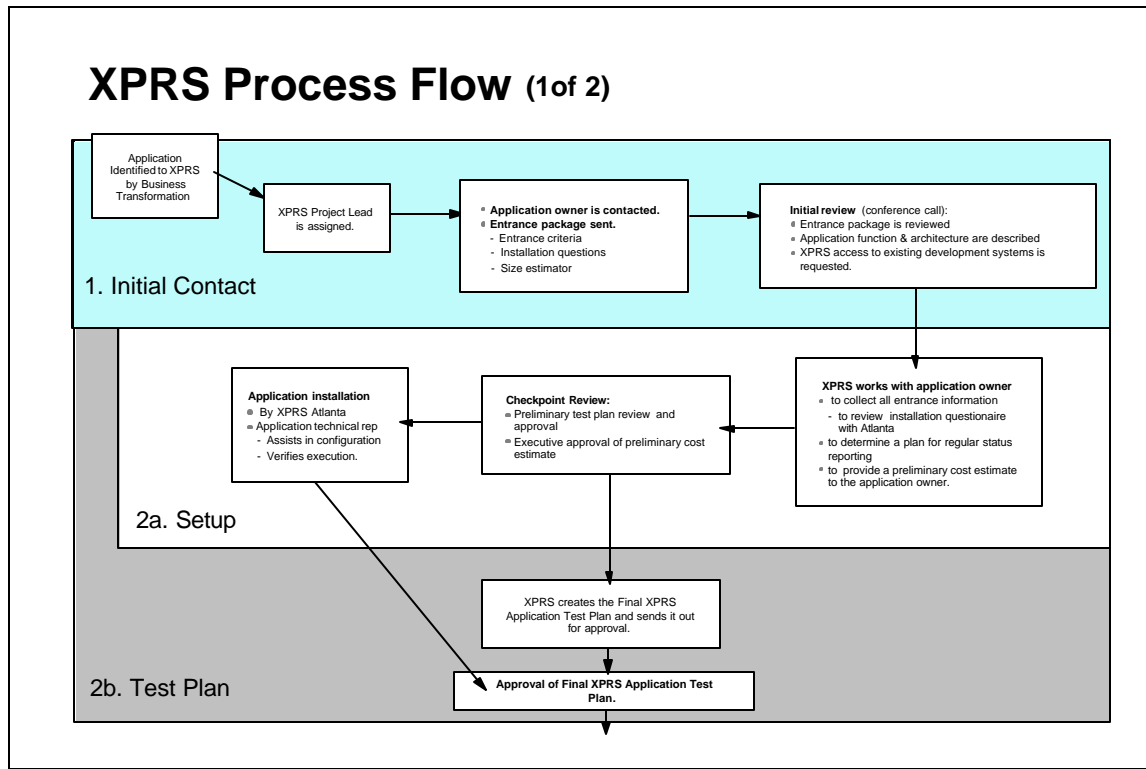 XPRS Process Flow (1of 2)
Application
Identified to XPRS
by Business
Transformation
XPRS Project Lead
is assigned.
Application owner is contacted.
Entrance package sent.
- Entrance criteria
- Installation questions
- Size estimator
Initial review (conference call):
Entrance package is reviewed
Application function & architecture are described
XPRS access to existing development systems is
requested.
1. Initial Contact
Application installation
By XPRS Atlanta
Application technical rep
- Assists in configuration
- Verifies execution.
Checkpoint Review:
Preliminary test plan review and
approval
Executive approval of preliminary cost
estimate
XPRS works with application owner
to collect all entrance information
- to review installation questionaire
with Atlanta
to determine a plan for regular status
reporting
to provide a preliminary cost estimate
to the application owner.
2a. Setup
XPRS creates the Final XPRS
Application Test Plan and sends it out
for approval.
2b. Test Plan
Approval of Final XPRS Application Test
Plan.